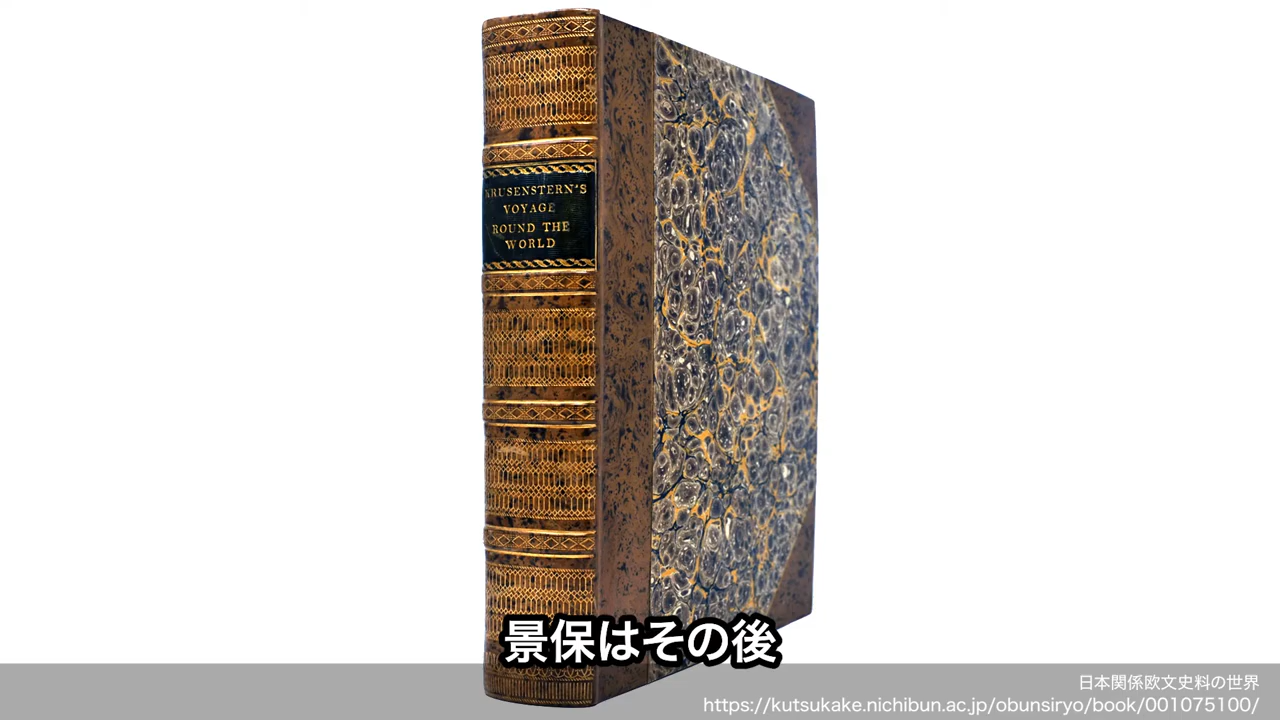 KRUSENSTERN'S
VOYAGE
ROUND THE
WORLD
景保はその後
日本関係欧文史料の世界
https://kutsukake.nichibun.ac.jp/obunsiryo/book/001075100/